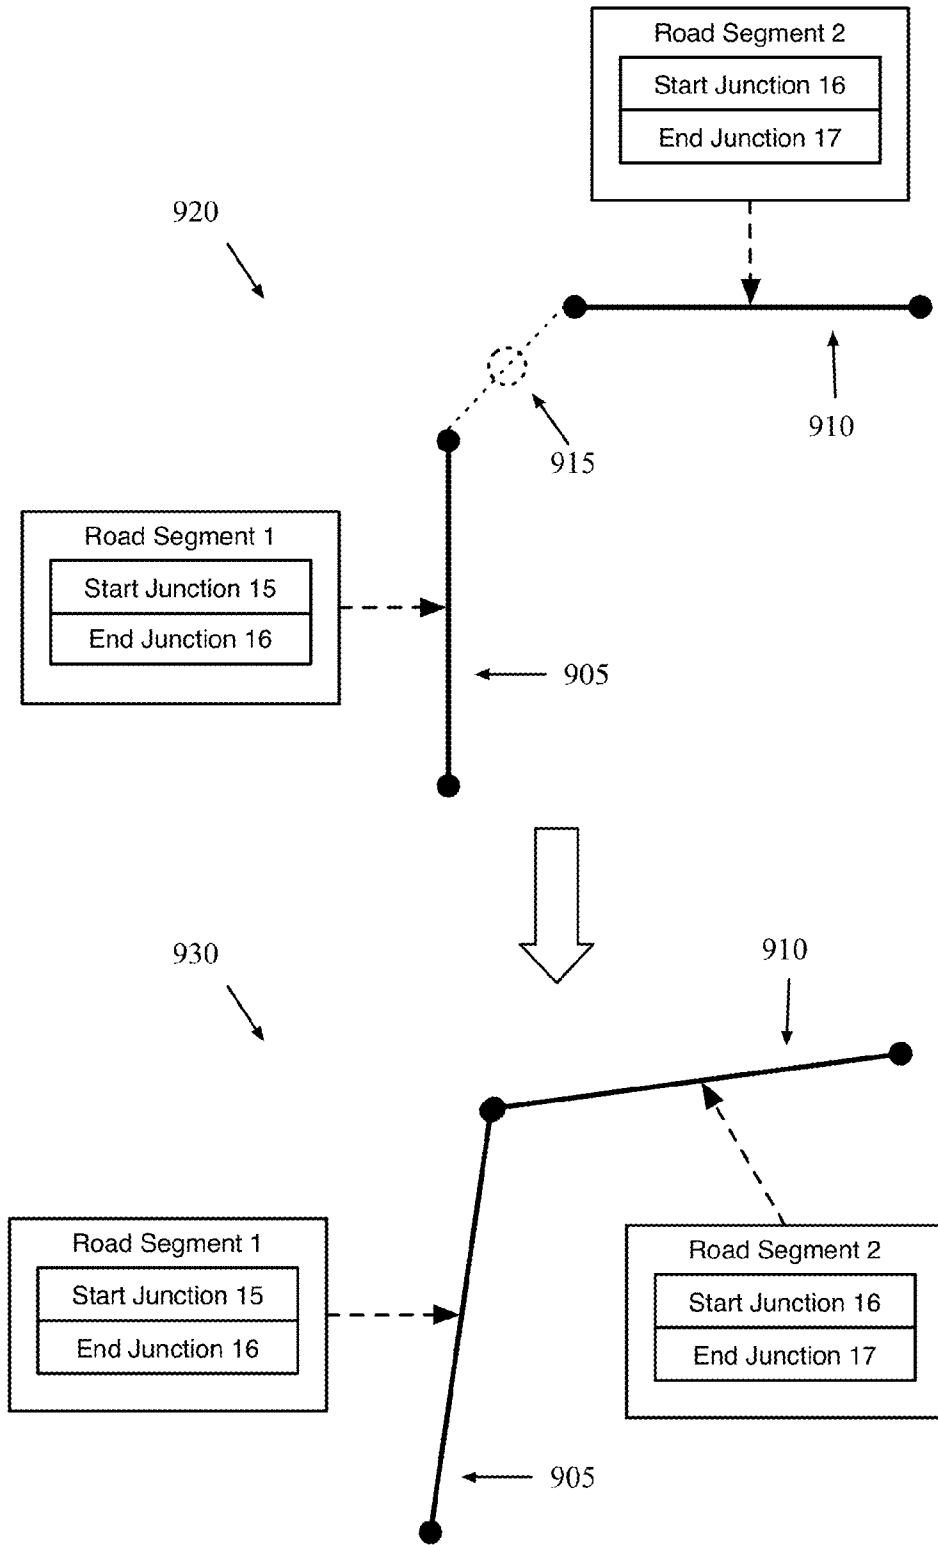 Road Segment 2
Start Junction 16
End Junction 17
920
910
915
Road Segment 1
Start Junction 15
End Junction 16
905
930
910
Road Segment 1
Start Junction 15
End Junction 16
Road Segment 2
Start Junction 16
End Junction 17
905